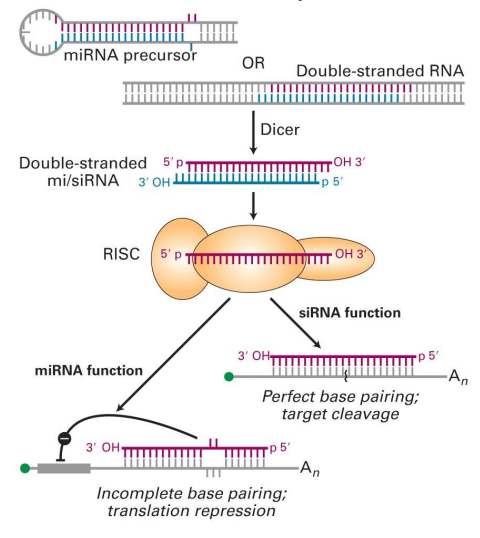 miRNA precursor
OR
Double-stranded RNA
Dicer
Double-stranded
mi/siRNA
5′ p
OH 3′
3′ OH
p 5′
RISC
5′ p
OH 3′
siRNA function
miRNA function
3′ OH
p 5′
An
Perfect base pairing;
target cleavage
3′ OH
p 5′
An
Incomplete base pairing;
translation repression